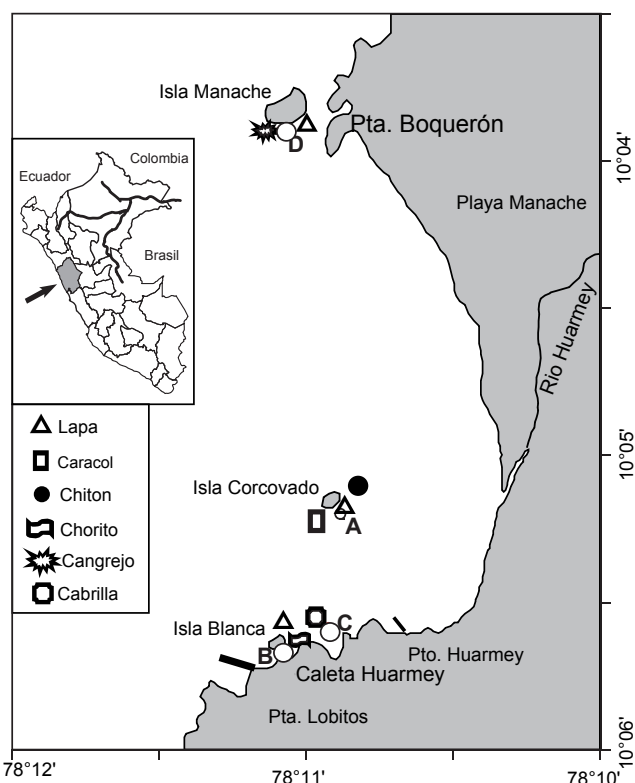 Isla Manache
Pta. Boquerón
D
10°04'
Colombia
Ecuador
Brasil
Playa Manache
Rio Huarmey
Lapa
Caracol
Chiton
Chorito
Cangrejo
Cabrilla
10°05'
Isla Corcovado
A
Isla Blanca
C
B
Pto. Huarmey
Caleta Huarmey
Pta. Lobitos
10°06'
78°12'
78°11'
78°10'